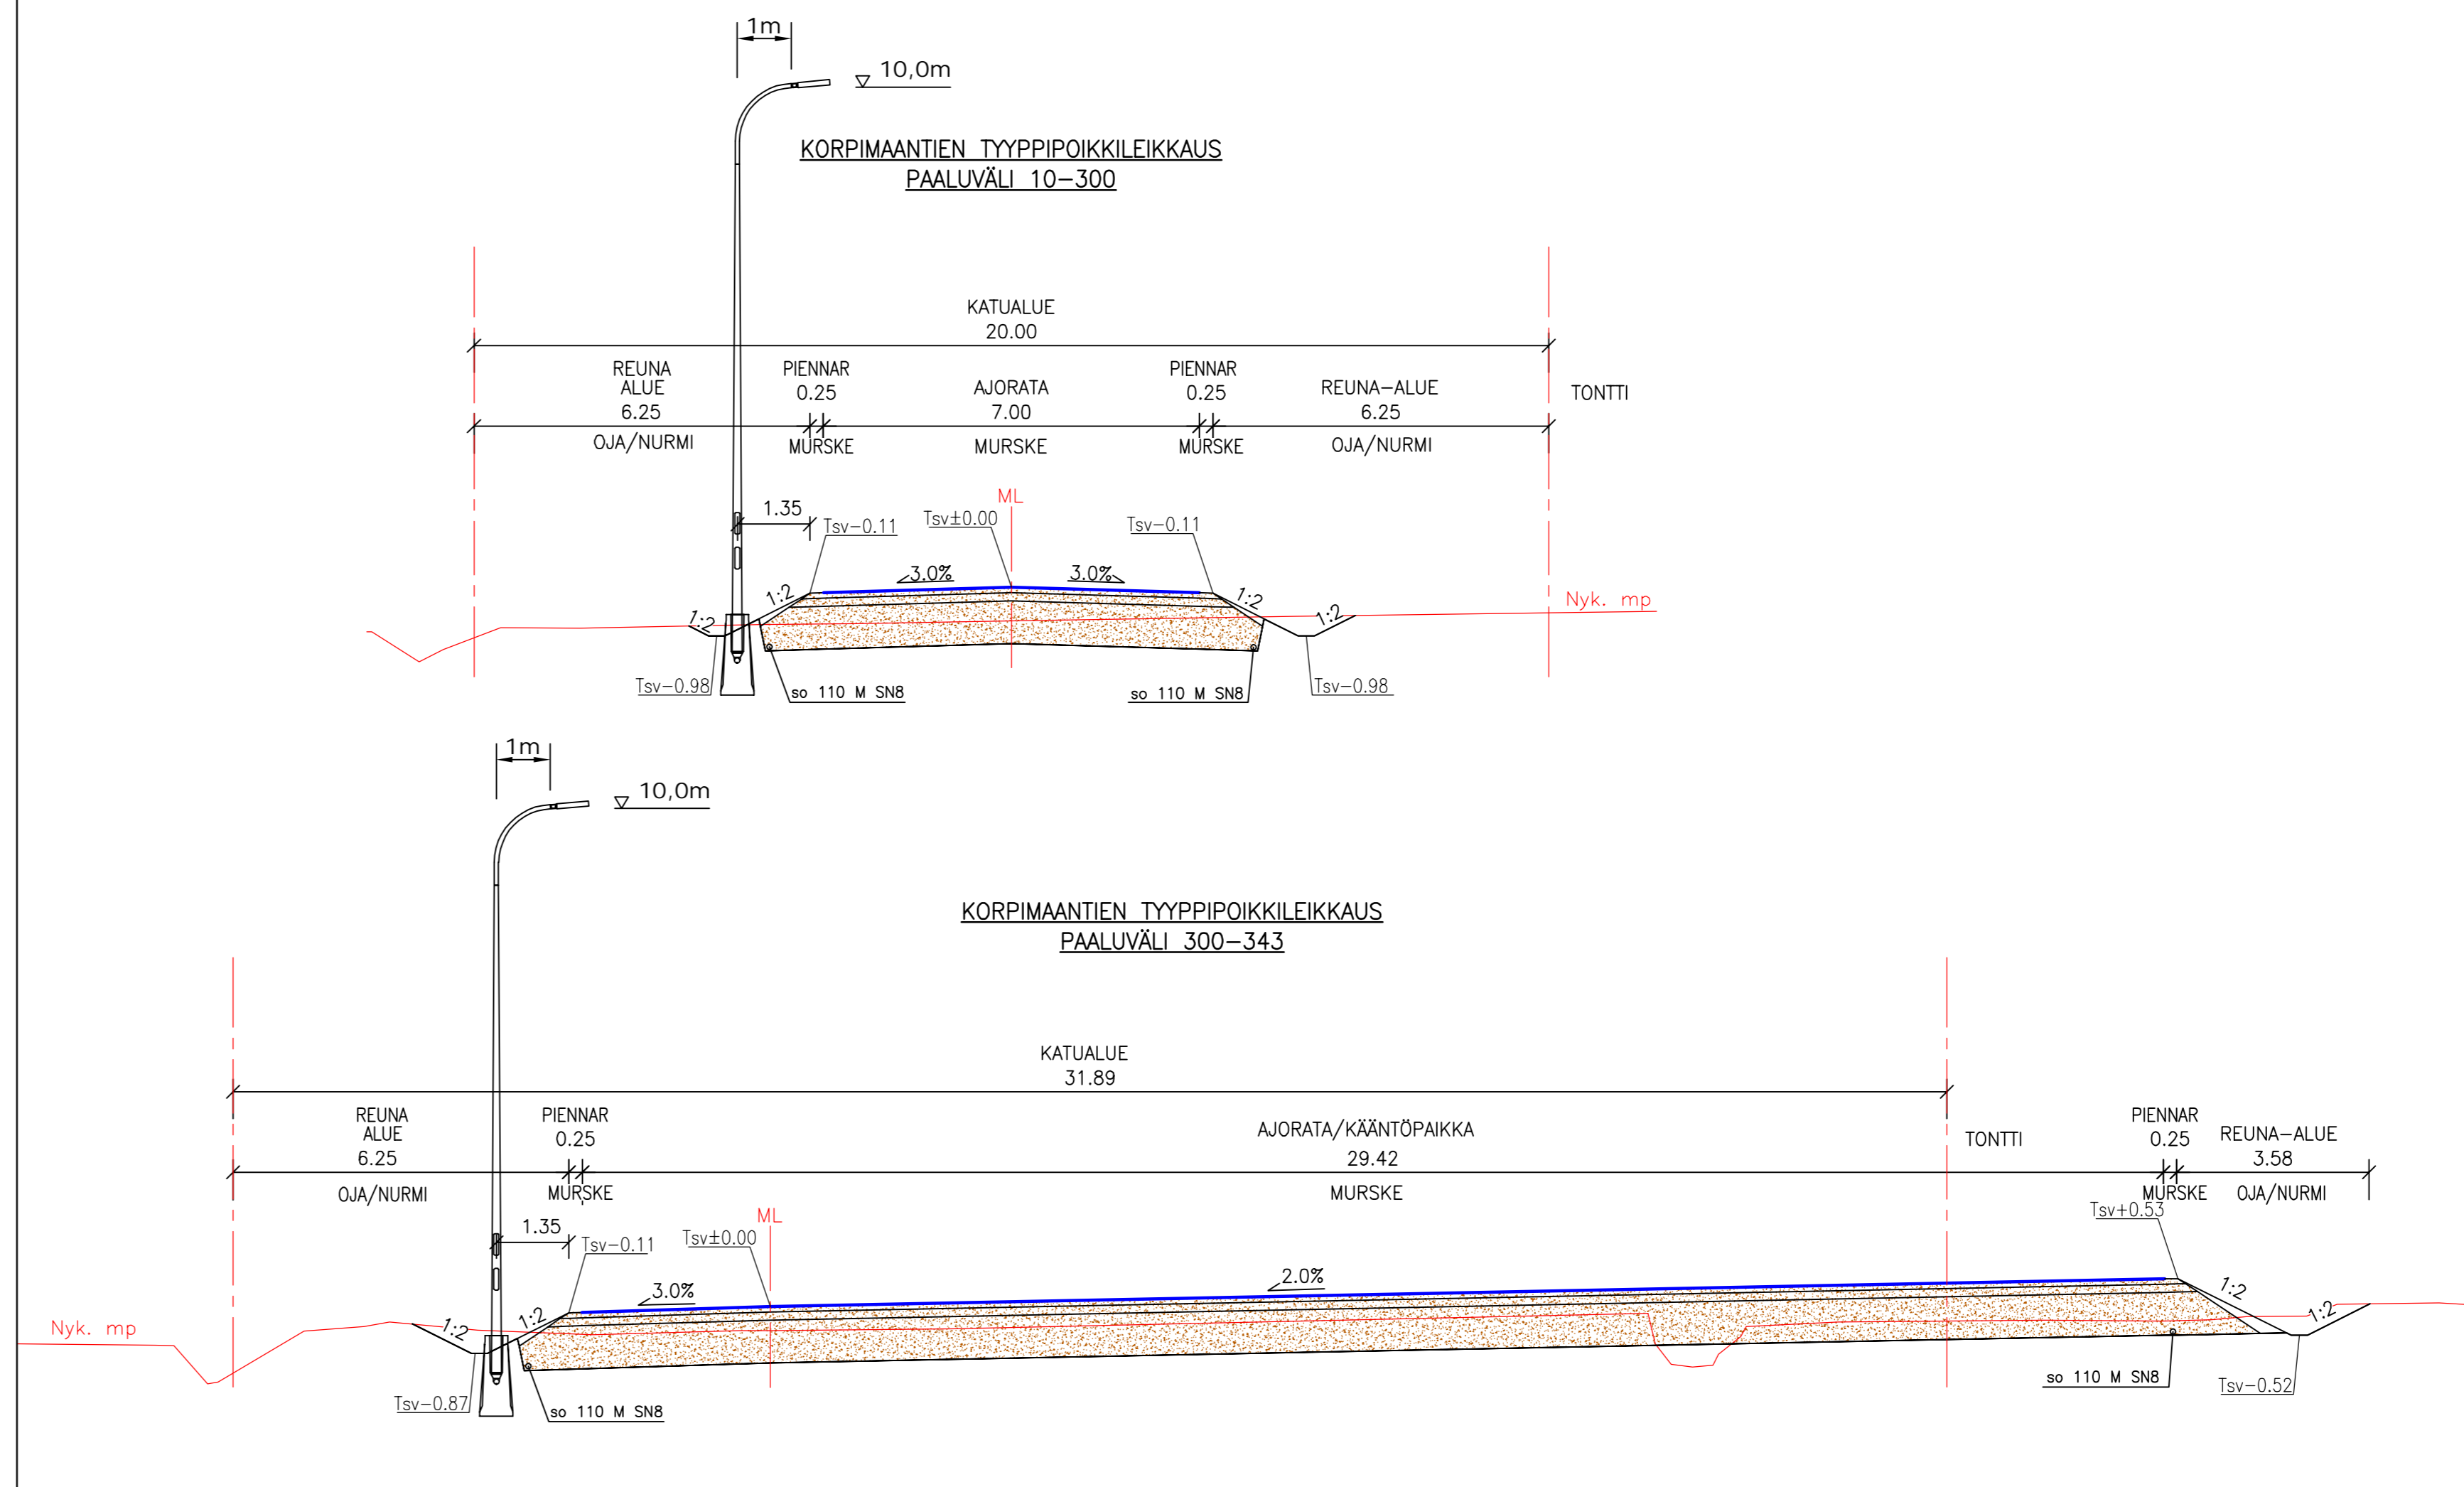 1m
10,0m
KORPIMAANTIEN TYYPPIPOIKKILEIKKAUS
PAALUVÄLI 10-300
KATUALUE
20.00
REUNA
ALUE
6.25
OJA/NURMI
PIENNAR
0.25
MURSKE
AJORATA
7.00
MURSKE
PIENNAR
0.25
MURSKE
REUNA-ALUE
6.25
OJA/NURMI
TONTTI
1.35
Tsv-0.11
Tsv±0.00
ML
Tsv-0.11
1:2
1:2
3.0%
3.0%
1:2
1:2
Nyk. mp
Tsv-0.98
so 110 M SN8
so 110 M SN8
Tsv-0.98
1m
10,0m
KORPIMAANTIEN TYYPPIPOIKKILEIKKAUS
PAALUVÄLI 300-343
KATUALUE
31.89
REUNA
ALUE
6.25
OJA/NURMI
PIENNAR
0.25
MURSKE
AJORATA/KÄÄNTÖPAIKKA
29.42
MURSKE
TONTTI
PIENNAR
0.25
MURSKE
REUNA-ALUE
3.58
OJA/NURMI
1.35
Tsv-0.11
Tsv±0.00
ML
Tsv+0.53
3.0%
2.0%
Nyk. mp
1:2
1:2
1:2
1:2
Tsv-0.87
so 110 M SN8
so 110 M SN8
Tsv-0.52